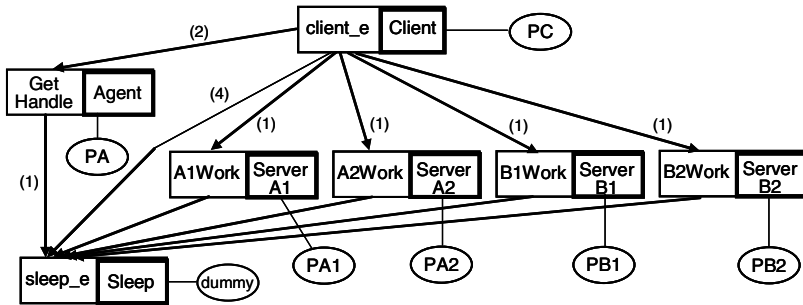 client_e Client PC
(2)
Get Handle Agent
(4)
(1) (1) (1) (1)
PA
(1)
A1Work Server A1
A2Work Server A2
B1Work Server B1
B2Work Server B2
PA1 PA2 PB1 PB2
sleep_e Sleep dummy